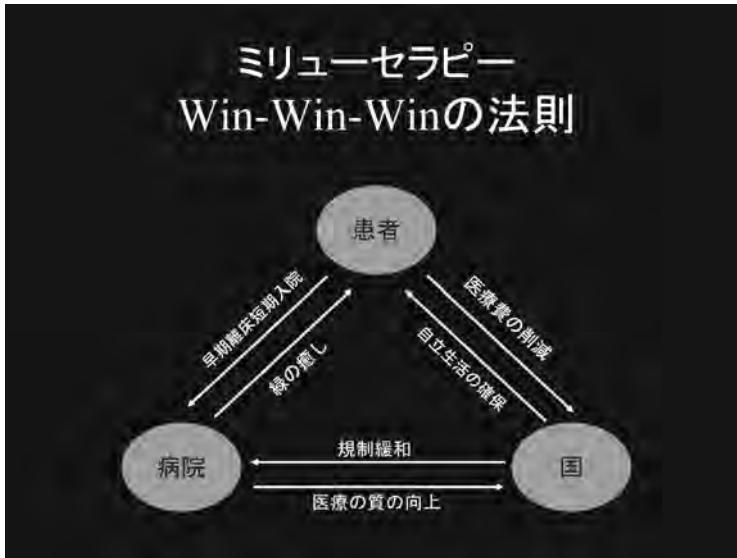 ミリューセラピー
Win-Win-Winの法則
患者
早期離床短期入院
緑の癒し
医療費の削減
自立生活の確保
病院
規制緩和
国
医療の質の向上